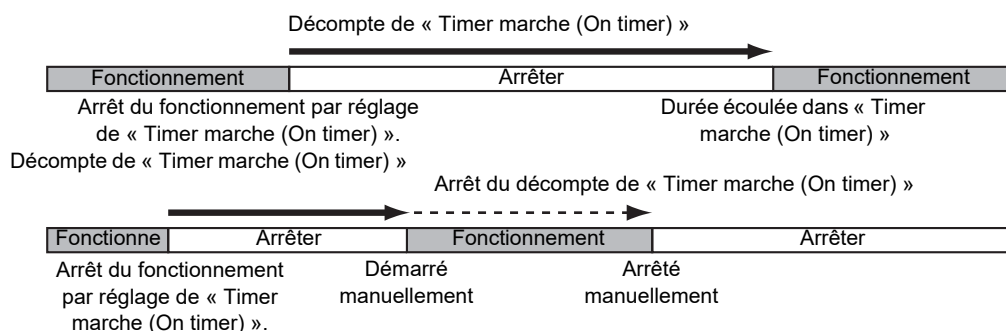 Décompte de « Timer marche (On timer) »
Fonctionnement
Arrêter
Fonctionnement
Arrêt du fonctionnement par réglage
de « Timer marche (On timer) ».
Durée écoulée dans « Timer
marche (On timer) »
Décompte de « Timer marche (On timer) »
Arrêt du décompte de « Timer marche (On timer) »
Fonctionne
Arrêter
Fonctionnement
Arrêter
Arrêt du fonctionnement
par réglage de « Timer
marche (On timer) ».
Démarré
manuellement
Arrêté
manuellement